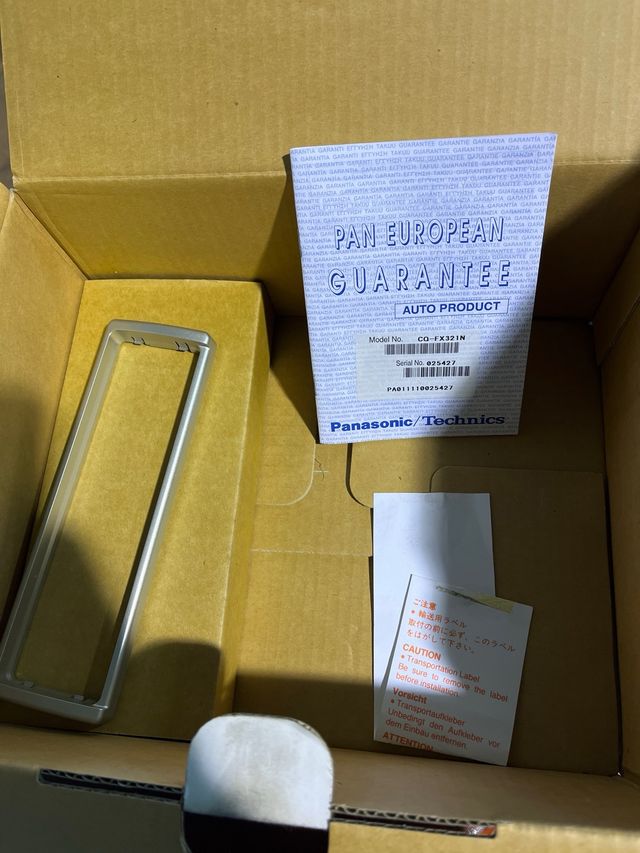 PAN EUROPEAN
GUARANTEE
AUTO PRODUCT
Model No. CQ-FX321N
Serial No. 025427
PA011110025427
Panasonic/Technics
ご注意
• 輸送用ラベル
取付の前に必ず、このラベル
をはがして下さい。
CAUTION
• Transportation Label
Be sure to remove the label
before installation.
Vorsicht
• Transportaufkleber
Unbedingt den Aufkleber vor
dem Einbau entfernen.
ATTENTION